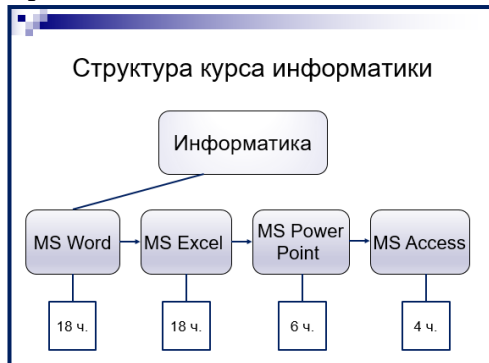 Структура курса информатики
Информатика
MS Word
MS Excel
MS Power
Point
MS Access
18 ч.
18 ч.
6 ч.
4 ч.